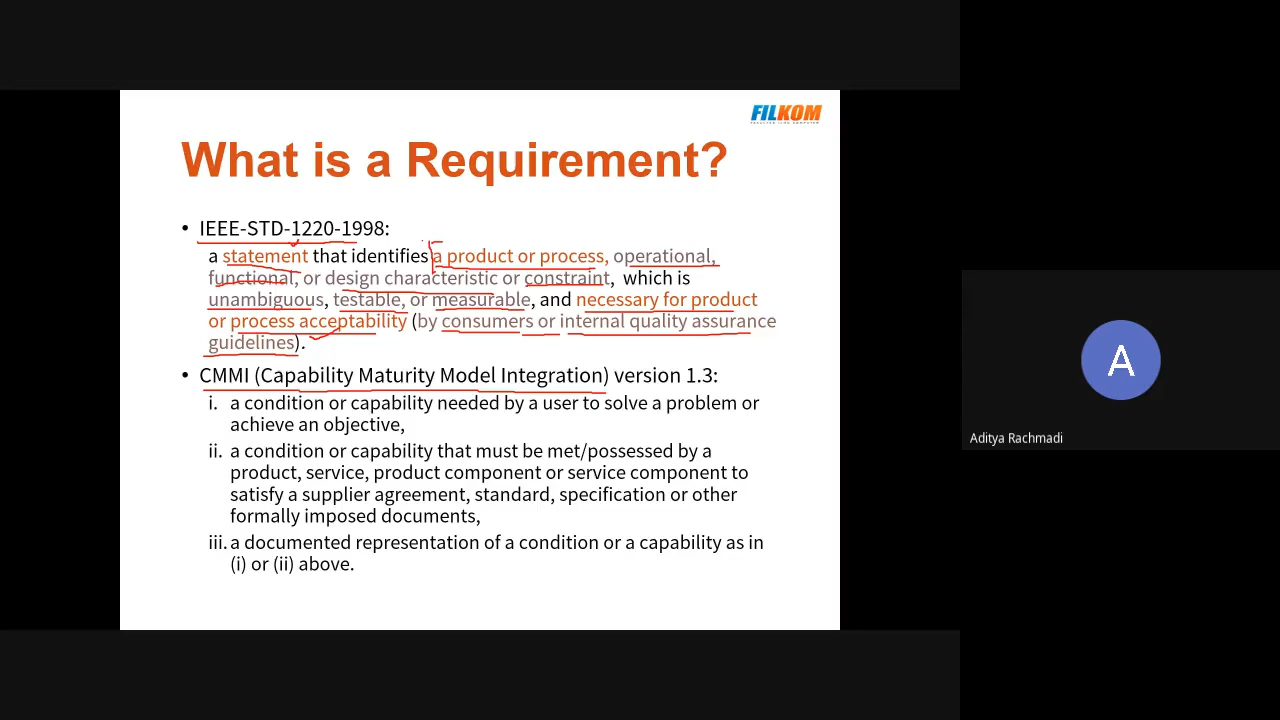 FILKOM
What is a Requirement?
• IEEE-STD-1220-1998:
a statement that identifies a product or process, operational,
functional, or design characteristic or constraint, which is
unambiguous, testable, or measurable, and necessary for product
or process acceptability (by consumers or internal quality assurance
guidelines).
• CMMI (Capability Maturity Model Integration) version 1.3:
i. a condition or capability needed by a user to solve a problem or
achieve an objective,
ii. a condition or capability that must be met/possessed by a
product, service, product component or service component to
satisfy a supplier agreement, standard, specification or other
formally imposed documents,
iii. a documented representation of a condition or a capability as in
(i) or (ii) above.
A
Aditya Rachmadi